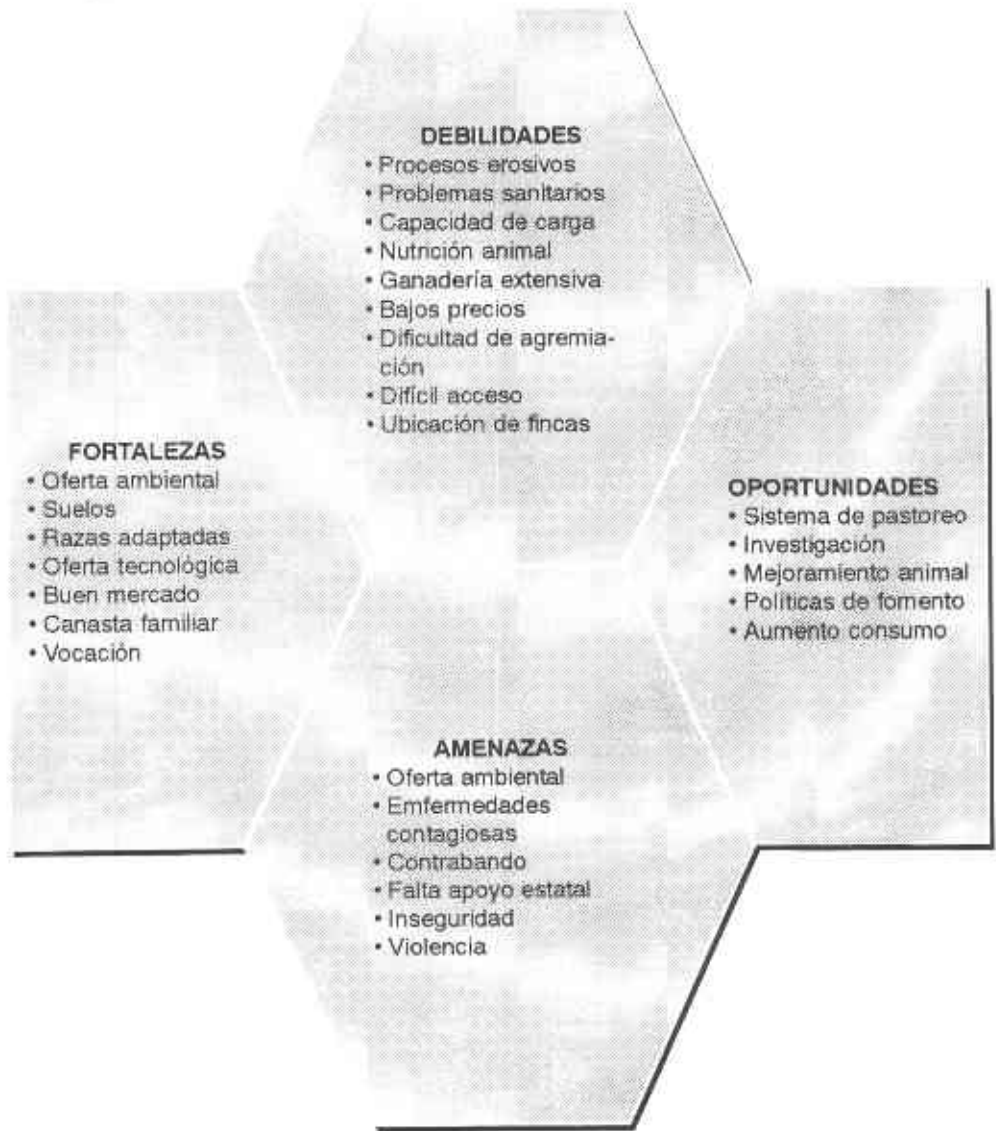 DEBILIDADES
• Procesos erosivos
• Problemas sanitarios
• Capacidad de carga
• Nutrición animal
• Ganadería extensiva
• Bajos precios
• Dificultad de agremia-
ción
• Difícil acceso
• Ubicación de fincas
FORTALEZAS
• Oferta ambiental
• Suelos
• Razas adaptadas
• Oferta tecnológica
• Buen mercado
• Canasta familiar
• Vocación
OPORTUNIDADES
• Sistema de pastoreo
• Investigación
• Mejoramiento animal
• Políticas de fomento
• Aumento consumo
AMENAZAS
• Oferta ambiental
• Emfermedades
contagiosas
• Contrabando
• Falta apoyo estatal
• Inseguridad
• Violencia